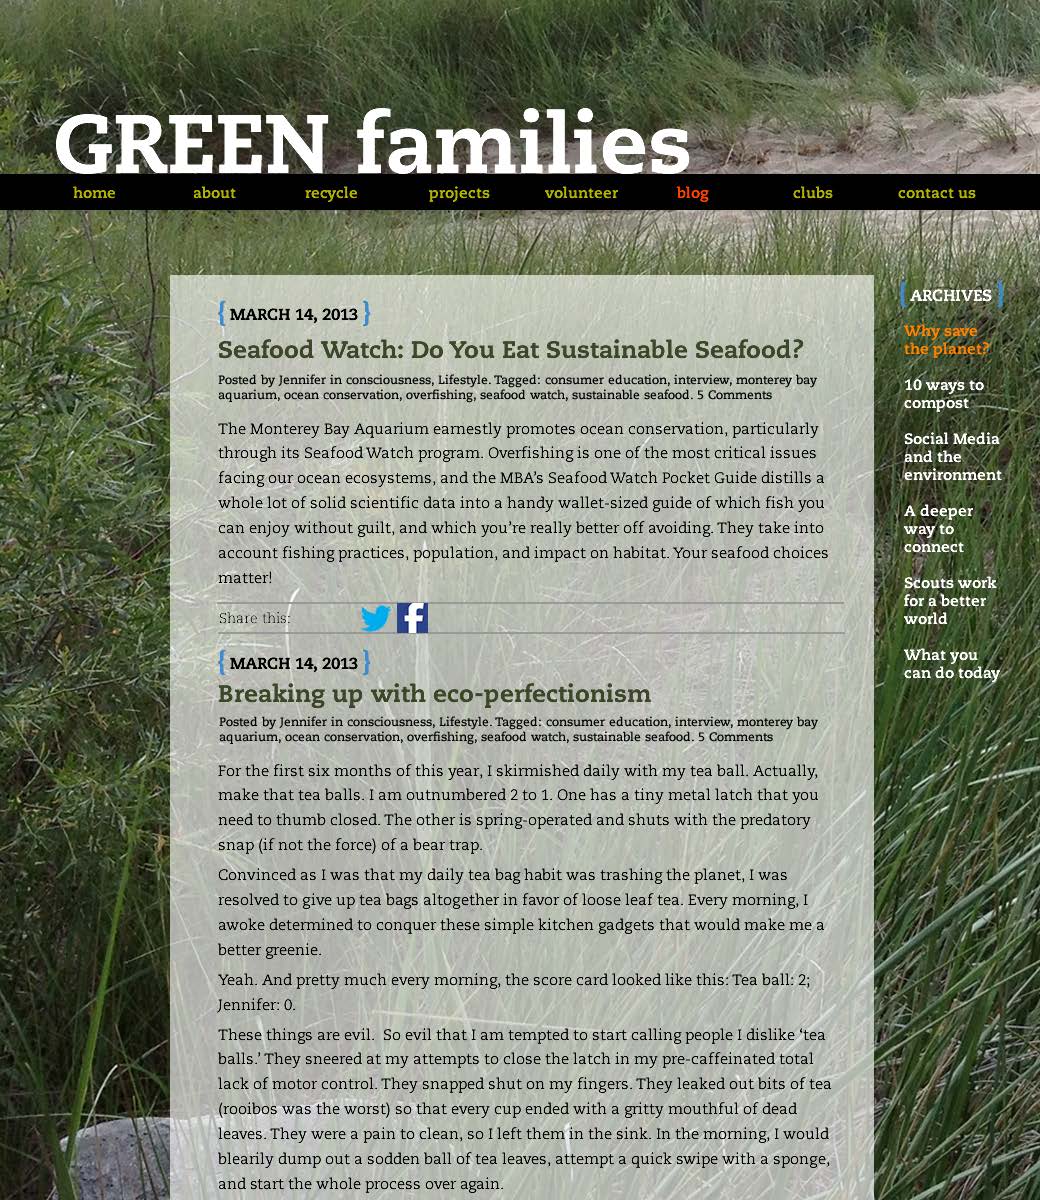 GREEN families
home about recycle projects volunteer blog clubs contact us
{ MARCH 14, 2013 }
Seafood Watch: Do You Eat Sustainable Seafood?
Posted by Jennifer in consciousness, Lifestyle. Tagged: consumer education, interview, monterey bay
aquarium, ocean conservation, overfishing, seafood watch, sustainable seafood. 5 Comments
The Monterey Bay Aquarium earnestly promotes ocean conservation, particularly
through its Seafood Watch program. Overfishing is one of the most critical issues
facing our ocean ecosystems, and the MBA’s Seafood Watch Pocket Guide distills a
whole lot of solid scientific data into a handy wallet-sized guide of which fish you
can enjoy without guilt, and which you’re really better off avoiding. They take into
account fishing practices, population, and impact on habitat. Your seafood choices
matter!
Share this:
{ MARCH 14, 2013 }
Breaking up with eco-perfectionism
Posted by Jennifer in consciousness, Lifestyle. Tagged: consumer education, interview, monterey bay
aquarium, ocean conservation, overfishing, seafood watch, sustainable seafood. 5 Comments
For the first six months of this year, I skirmished daily with my tea ball. Actually,
make that tea balls. I am outnumbered 2 to 1. One has a tiny metal latch that you
need to thumb closed. The other is spring-operated and shuts with the predatory
snap (if not the force) of a bear trap.
Convinced as I was that my daily tea bag habit was trashing the planet, I was
resolved to give up tea bags altogether in favor of loose leaf tea. Every morning, I
awoke determined to conquer these simple kitchen gadgets that would make me a
better greenie.
Yeah. And pretty much every morning, the score card looked like this: Tea ball: 2;
Jennifer: 0.
These things are evil.  So evil that I am tempted to start calling people I dislike ‘tea
balls.’ They sneered at my attempts to close the latch in my pre-caffeinated total
lack of motor control. They snapped shut on my fingers. They leaked out bits of tea
(rooibos was the worst) so that every cup ended with a gritty mouthful of dead
leaves. They were a pain to clean, so I left them in the sink. In the morning, I would
blearily dump out a sodden ball of tea leaves, attempt a quick swipe with a sponge,
and start the whole process over again.
{ ARCHIVES }
Why save
the planet?
10 ways to
compost
Social Media
and the
environment
A deeper
way to
connect
Scouts work
for a better
world
What you
can do today